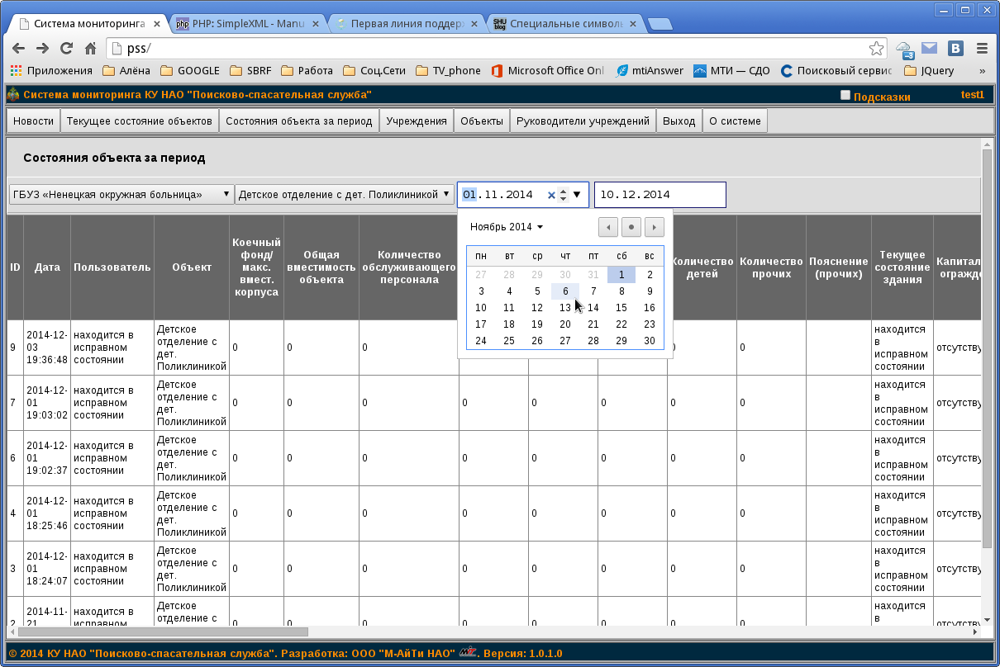 Система мониторинга
PHP: SimpleXML - Manu
Первая линия поддер
Специальные символ
pss/
Приложения Алёна GOOGLE SBRF Работа Соц.Сети TV_phone Microsoft Office Onl mtiAnswer МТИ — СДО Поисковый сервис JQuery »
Система мониторинга КУ НАО "Поисково-спасательная служба"
Подсказки
test1
Новости Текущее состояние объектов Состояния объекта за период Учреждения Объекты Руководители учреждений Выход О системе
Состояния объекта за период
ГБУЗ «Ненецкая окружная больница» Детское отделение с дет. Поликлиникой 01.11.2014 10.12.2014
Ноябрь 2014
пн вт ср чт пт сб вс
27 28 29 30 31 1 2
3 4 5 6 7 8 9
10 11 12 13 14 15 16
17 18 19 20 21 22 23
24 25 26 27 28 29 30
ID
Дата
Пользователь
Объект
Коечный
фонд/
макс.
вмест.
корпуса
Общая
вместимость
объекта
Количество
обслуживающего
персонала
Количество
детей
Количество
прочих
Пояснение
(прочих)
Текущее
состояние
здания
Капитал
огражде
9
2014-12-
03
19:36:48
находится в
исправном
состоянии
Детское
отделение с
дет.
Поликлиникой
0 0 0 0 0 0 0 0
находится
в
исправном
состоянии
отсутству
7
2014-12-
01
19:03:02
находится в
исправном
состоянии
Детское
отделение с
дет.
Поликлиникой
0 0 0 0 0 0 0 0
находится
в
исправном
состоянии
отсутству
6
2014-12-
01
19:02:37
находится в
исправном
состоянии
Детское
отделение с
дет.
Поликлиникой
0 0 0 0 0 0 0 0
находится
в
исправном
состоянии
отсутству
4
2014-12-
01
18:25:46
находится в
исправном
состоянии
Детское
отделение с
дет.
Поликлиникой
0 0 0 0 0 0 0 0
находится
в
исправном
состоянии
отсутству
3
2014-12-
01
18:24:07
находится в
исправном
состоянии
Детское
отделение с
дет.
Поликлиникой
0 0 0 0 0 0 0 0
находится
в
исправном
состоянии
отсутству
2
2014-11-
21
находится в
исправном
Детское
отделение с
дет.
0 0 0 0 0 0 0 0
находится
в
отсутству
© 2014 КУ НАО "Поисково-спасательная служба". Разработка: ООО "М-АйТи НАО" . Версия: 1.0.1.0